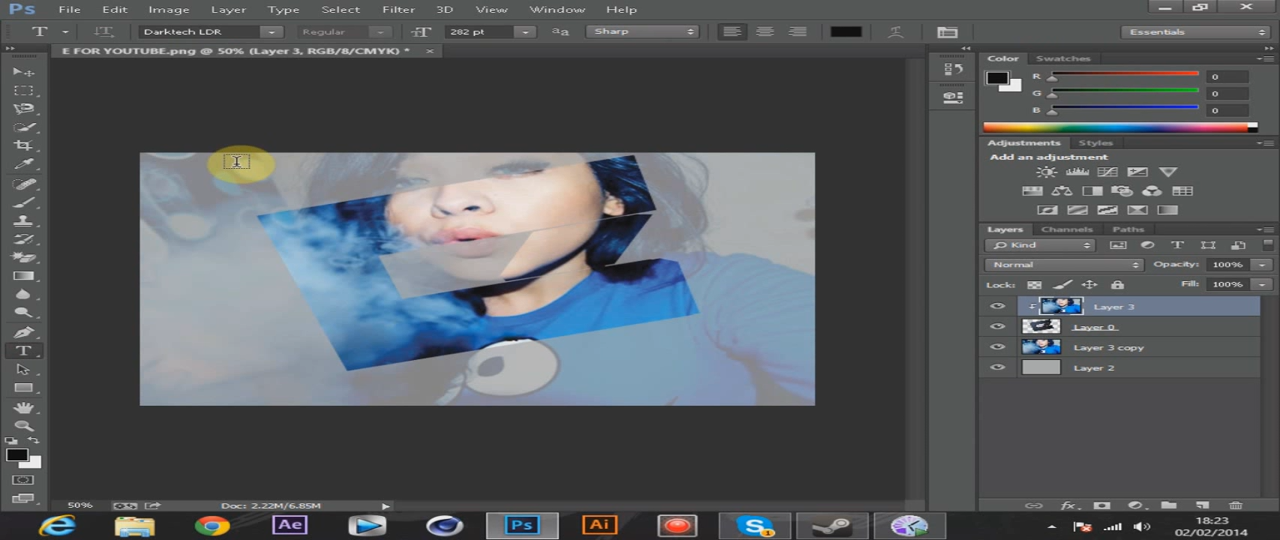 Ps File Edit Image Layer Type Select Filter 3D View Window Help
T Darktech LDR Regular 282 pt Sharp Essentials
E FOR YOUTUBE.png @ 50% (Layer 3, RGB/8/CMYK) * ×
Color Swatches
R 0
G 0
B 0
Adjustments Styles
Add an adjustment
Layers Channels Paths
Kind
Normal Opacity: 100%
Lock: Fill: 100%
Layer 3
Layer 0
Layer 3 copy
Layer 2
50% Doc: 2.22M/6.85M
Ae Ps Ai 1 18:23
02/02/2014